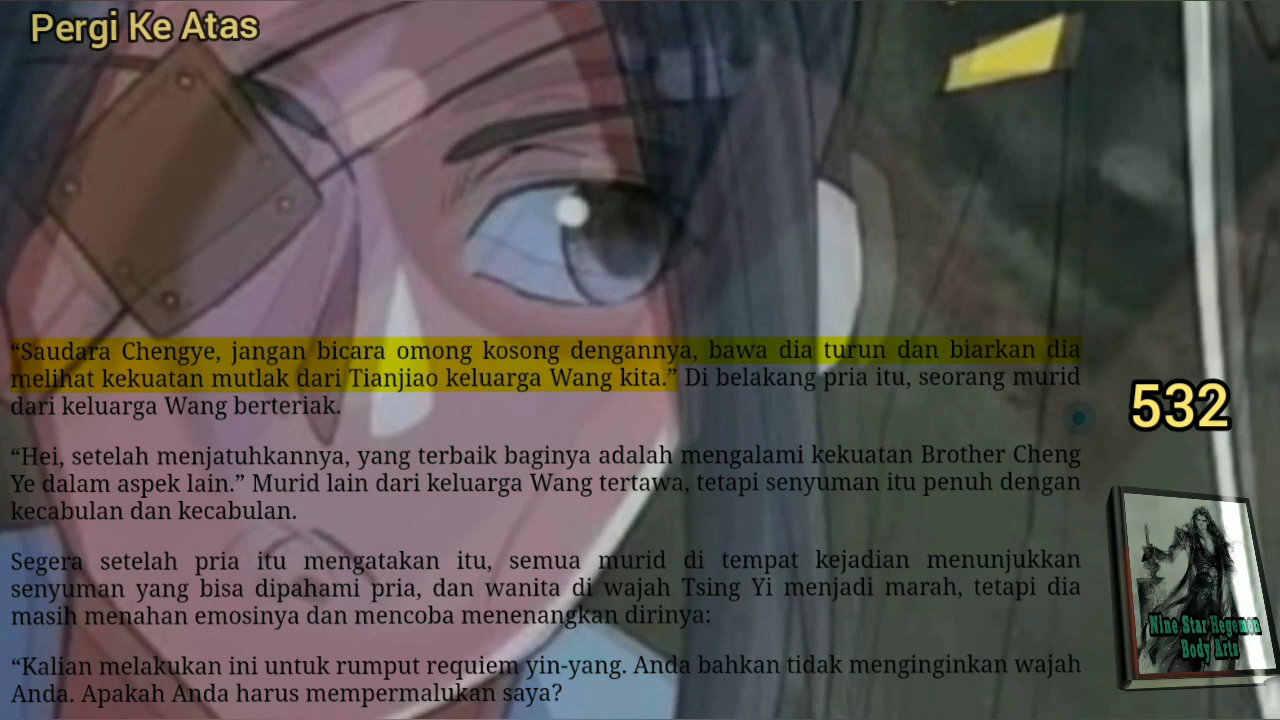 Pergi Ke Atas
“Saudara Chengye, jangan bicara omong kosong dengannya, bawa dia turun dan biarkan dia
melihat kekuatan mutlak dari Tianjiao keluarga Wang kita.” Di belakang pria itu, seorang murid
dari keluarga Wang berteriak.
“Hei, setelah menjatuhkannya, yang terbaik baginya adalah mengalami kekuatan Brother Cheng
Ye dalam aspek lain.” Murid lain dari keluarga Wang tertawa, tetapi senyuman itu penuh dengan
kecabulan dan kecabulan.
Segera setelah pria itu mengatakan itu, semua murid di tempat kejadian menunjukkan
senyuman yang bisa dipahami pria, dan wanita di wajah Tsing Yi menjadi marah, tetapi dia
masih menahan emosinya dan mencoba menenangkan dirinya:
“Kalian melakukan ini untuk rumput requiem yin-yang. Anda bahkan tidak menginginkan wajah
Anda. Apakah Anda harus mempermalukan saya?
532
Nine Star Hegemon
Body Arts